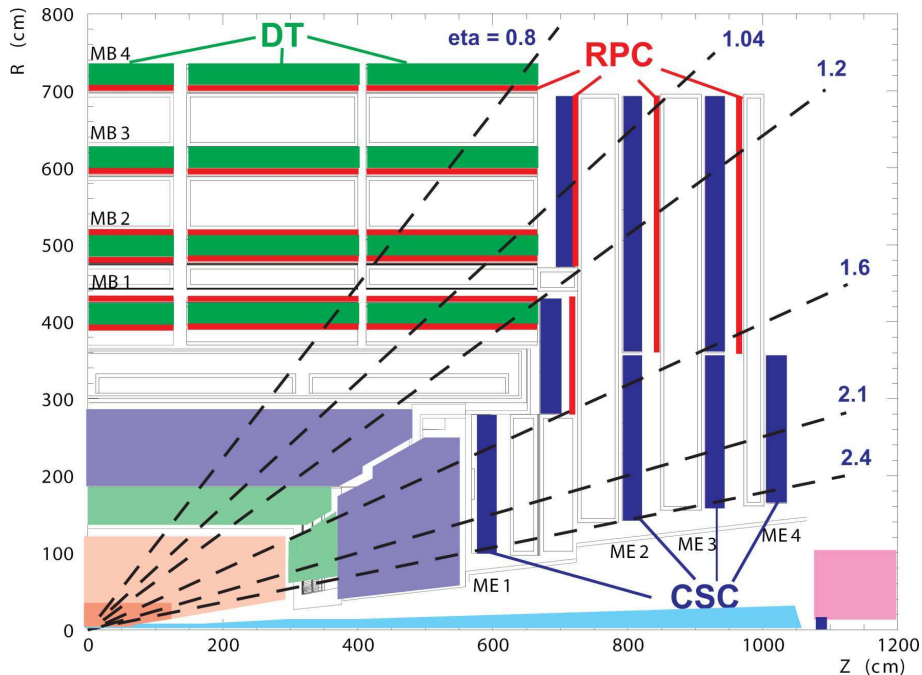 R (cm)
800
700
600
500
400
300
200
100
0
MB 4
MB 3
MB 2
MB 1
DT
eta = 0.8
1.04
1.2
RPC
1.6
2.1
2.4
ME 1
ME 2
ME 3
ME 4
CSC
0
200
400
600
800
1000
1200
Z (cm)